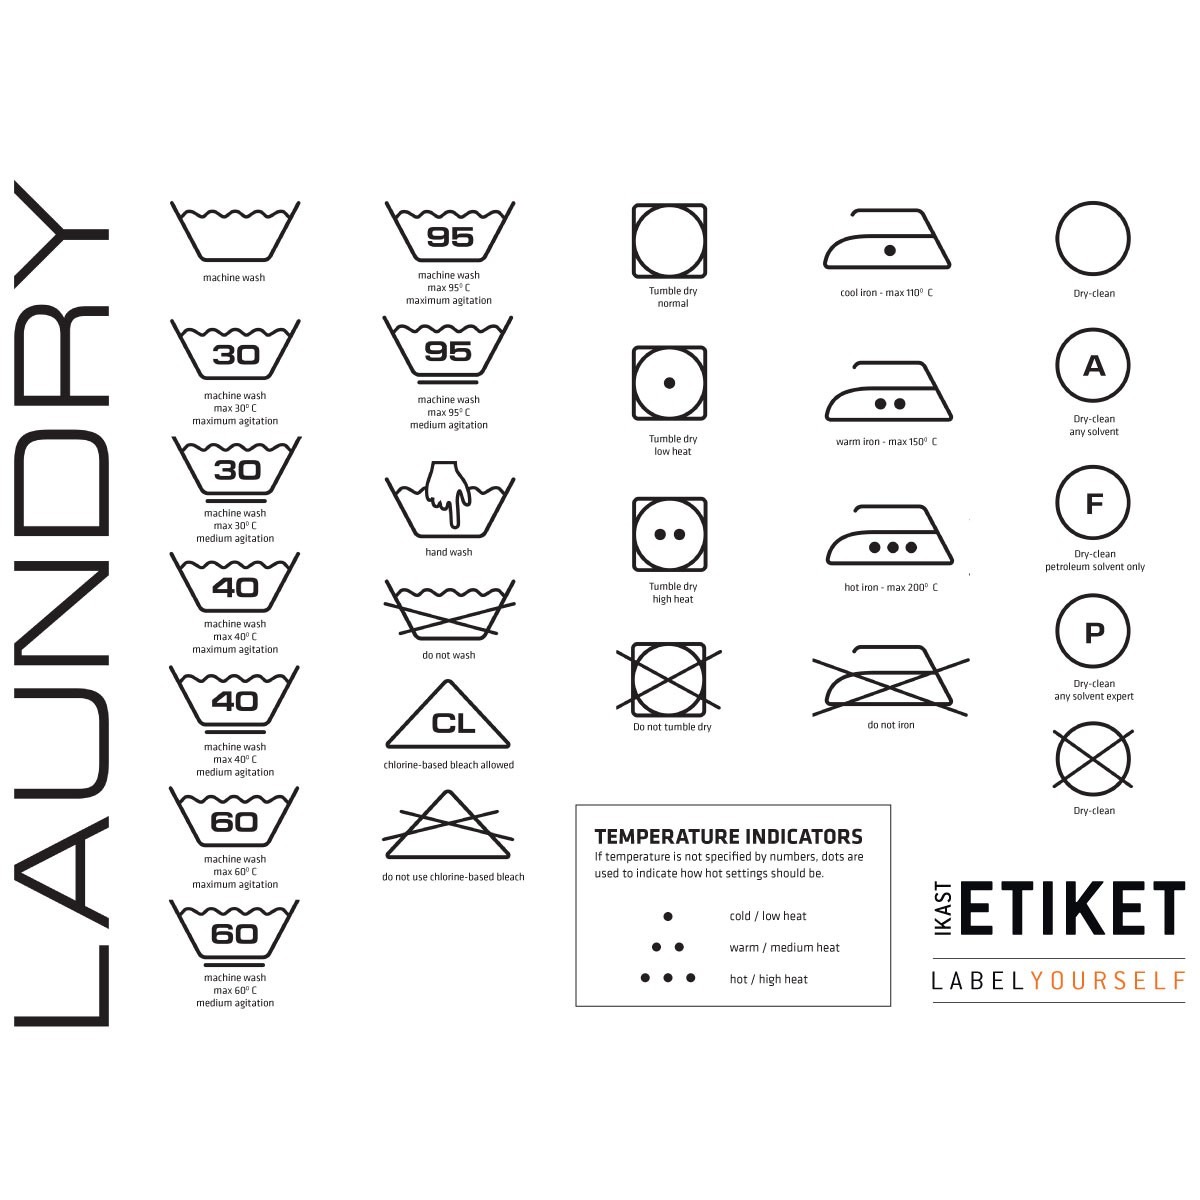 LAUNDRY
machine wash
30
machine wash
max 30° C
maximum agitation
30
machine wash
max 30° C
medium agitation
40
machine wash
max 40° C
maximum agitation
40
machine wash
max 40° C
medium agitation
60
machine wash
max 60° C
maximum agitation
60
machine wash
max 60° C
medium agitation
95
machine wash
max 95° C
maximum agitation
95
machine wash
max 95° C
medium agitation
hand wash
do not wash
CL
chlorine-based bleach allowed
do not use chlorine-based bleach
Tumble dry
normal
Tumble dry
low heat
Tumble dry
high heat
Do not tumble dry
cool iron - max 110° C
warm iron - max 150° C
hot iron - max 200° C
do not iron
Dry-clean
A
Dry-clean
any solvent
F
Dry-clean
petroleum solvent only
P
Dry-clean
any solvent expert
Dry-clean
TEMPERATURE INDICATORS
If temperature is not specified by numbers, dots are
used to indicate how hot settings should be.
cold / low heat
warm / medium heat
hot / high heat
IKAST
ETIKET
LABELYOURSELF